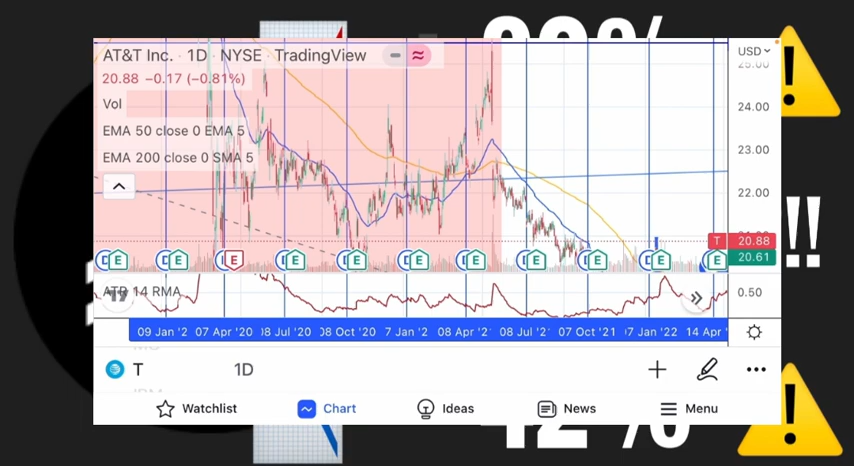 AT&T Inc. · 1D · NYSE · TradingView
20.88 −0.17 (−0.81%)
Vol
EMA 50 close 0 EMA 5
EMA 200 close 0 SMA 5
USD
25.00
24.00
23.00
22.00
T 20.88
20.61
D E D E D E D E D E D E D E D E D E D E E
ATR 14 RMA
0.50
09 Jan '2 07 Apr '20 08 Jul '20 08 Oct '20 7 Jan '2 08 Apr '2 08 Jul '2 07 Oct '21 07 Jan '2022 14 Apr '
T 1D
Watchlist Chart Ideas News Menu
!!
%